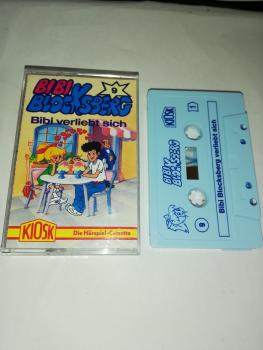 BIBI
BLOCKSBERG
9
Bibi verliebt sich
KIOSK
Die Hörspiel-Cassette
KIOSK
1
BIBI
BLOCKSBERG
Bibi Blocksberg verliebt sich
9